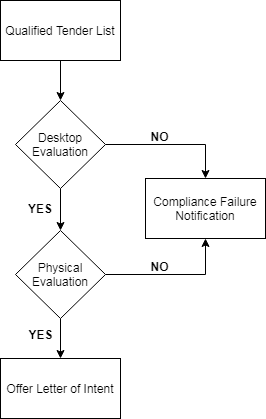 Qualified Tender List
Desktop
Evaluation
NO
Compliance Failure
Notification
YES
Physical
Evaluation
NO
YES
Offer Letter of Intent